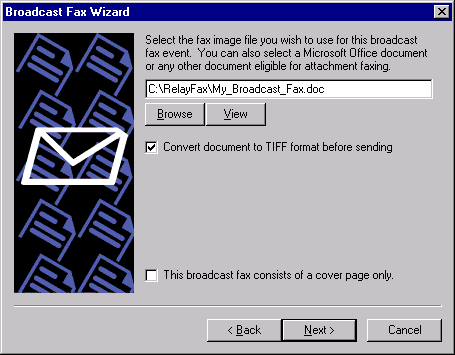 Broadcast Fax Wizard
Select the fax image file you wish to use for this broadcast
fax event. You can also select a Microsoft Office document
or any other document eligible for attachment faxing.
C:\RelayFax\My_Broadcast_Fax.doc
Browse View
Convert document to TIFF format before sending
This broadcast fax consists of a cover page only.
< Back Next > Cancel